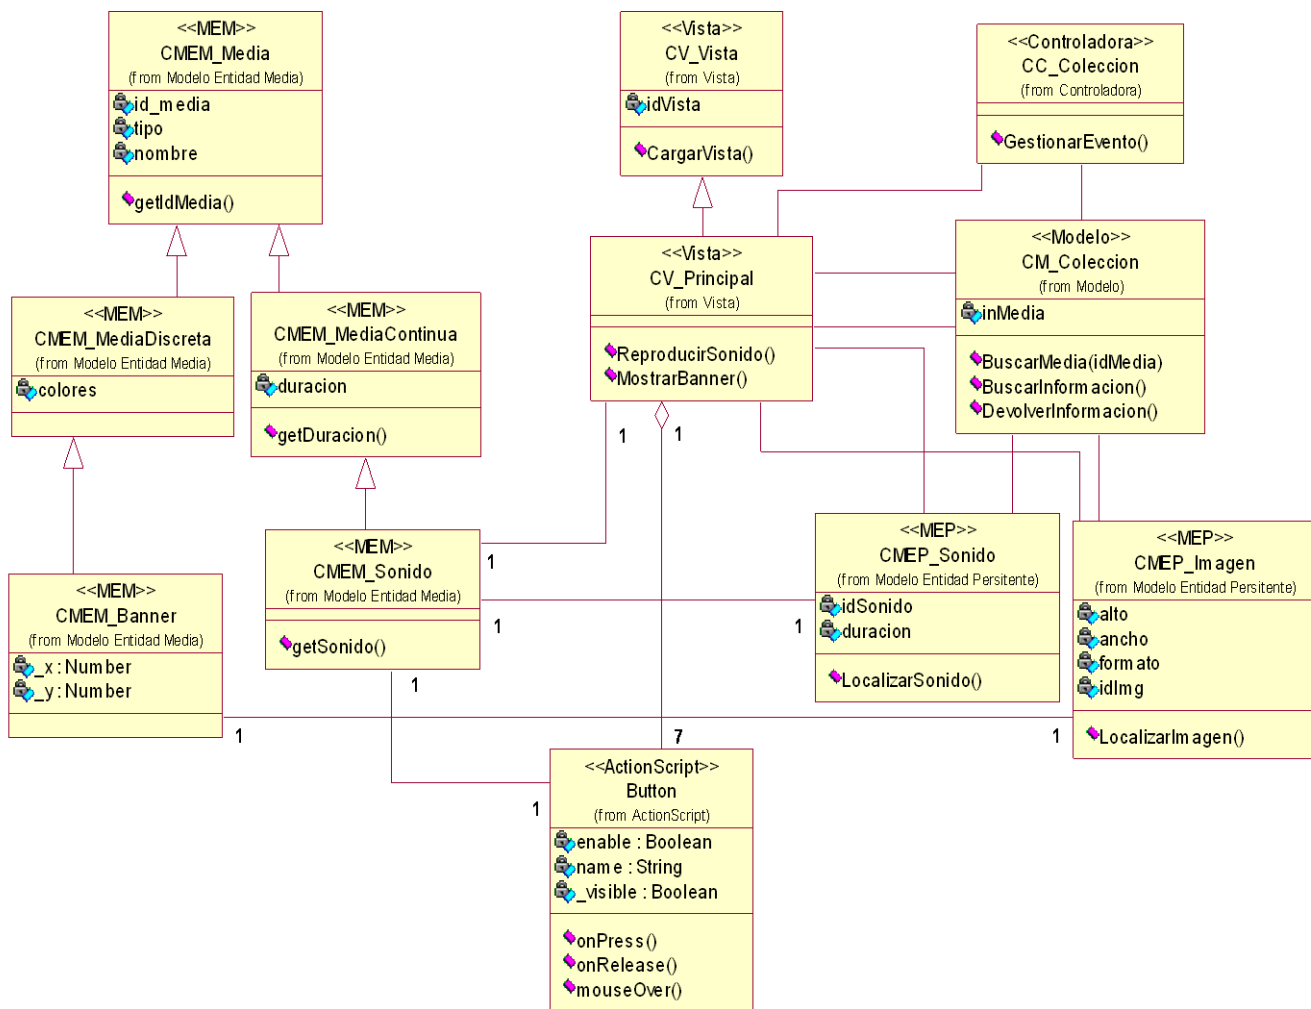 <<MEM>>
CMEM_Media
(from Modelo Entidad Media)
id_media
tipo
nombre
getIdMedia()
<<Vista>>
CV_Vista
(from Vista)
idVista
CargarVista()
<<Controladora>>
CC_Coleccion
(from Controladora)
GestionarEvento()
<<MEM>>
CMEM_MediaDiscreta
(from Modelo Entidad Media)
colores
<<MEM>>
CMEM_MediaContinua
(from Modelo Entidad Media)
duracion
getDuracion()
<<Vista>>
CV_Principal
(from Vista)
ReproducirSonido()
MostrarBanner()
<<Modelo>>
CM_Coleccion
(from Modelo)
inMedia
BuscarMedia(idMedia)
BuscarInformacion()
DevolverInformacion()
1
1
<<MEM>>
CMEM_Banner
(from Modelo Entidad Media)
_x : Number
_y : Number
<<MEM>>
CMEM_Sonido
(from Modelo Entidad Media)
getSonido()
1
1
1
<<MEP>>
CMEP_Sonido
(from Modelo Entidad Persitente)
idSonido
duracion
LocalizarSonido()
<<MEP>>
CMEP_Imagen
(from Modelo Entidad Persitente)
alto
ancho
formato
idImg
LocalizarImagen()
1
1
7
1
1
<<ActionScript>>
Button
(from ActionScript)
enable : Boolean
name : String
_visible : Boolean
onPress()
onRelease()
mouseOver()